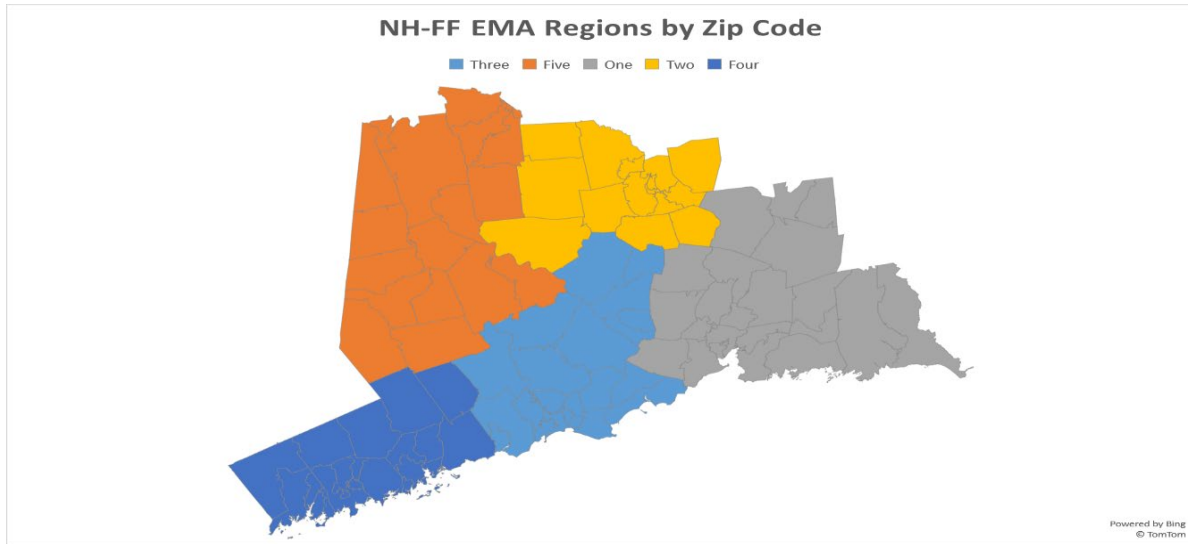 NH-FF EMA Regions by Zip Code
Three Five One Two Four
Powered by Bing
© TomTom